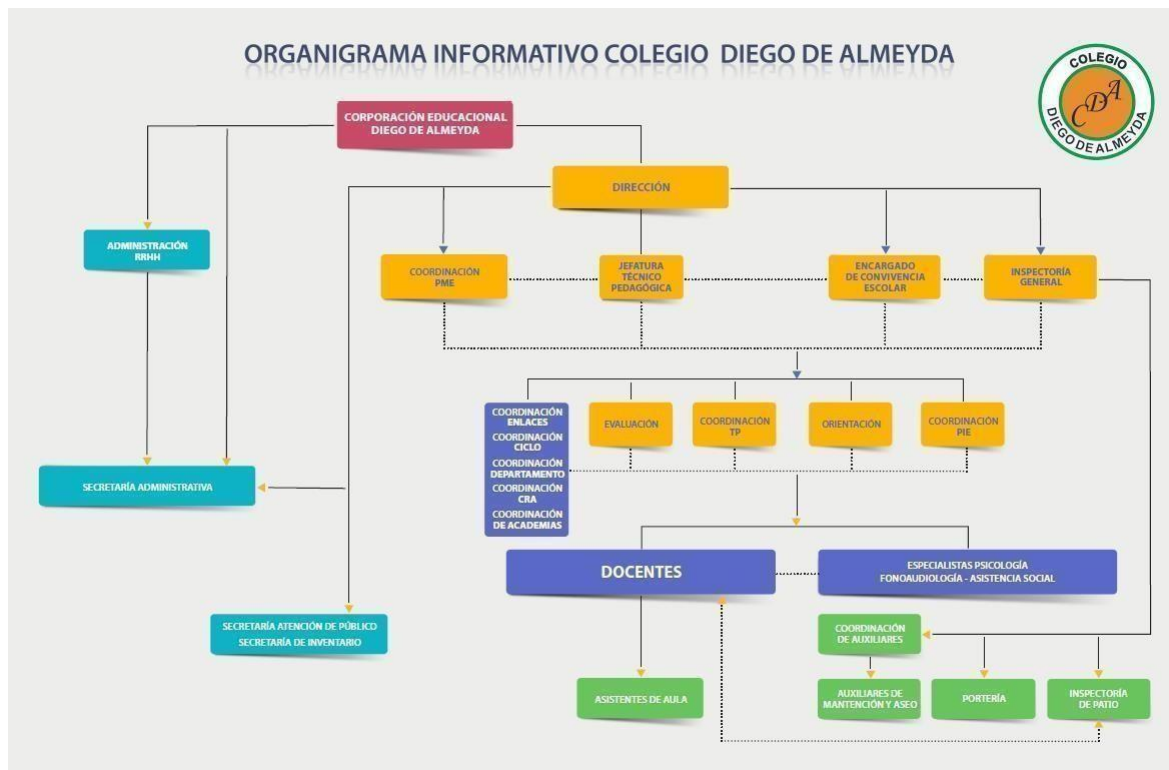 ORGANIGRAMA INFORMATIVO COLEGIO DIEGO DE ALMEYDA
COLEGIO
CDA
DIEGO DE ALMEYDA
CORPORACIÓN EDUCACIONAL
DIEGO DE ALMEYDA
DIRECCIÓN
ADMINISTRACIÓN
RRHH
COORDINACIÓN
PME
JEFATURA
TÉCNICO
PEDAGÓGICA
ENCARGADO
DE CONVIVENCIA
ESCOLAR
INSPECTORÍA
GENERAL
COORDINACIÓN
ENLACES
COORDINACIÓN
CICLO
COORDINACIÓN
DEPARTAMENTO
COORDINACIÓN
CRA
COORDINACIÓN
DE ACADEMIAS
EVALUACIÓN
COORDINACIÓN
TP
ORIENTACIÓN
COORDINACIÓN
PIE
SECRETARÍA ADMINISTRATIVA
DOCENTES
ESPECIALISTAS PSICOLOGÍA
FONOAUDIOLOGÍA - ASISTENCIA SOCIAL
SECRETARÍA ATENCIÓN DE PÚBLICO
SECRETARÍA DE INVENTARIO
COORDINACIÓN
DE AUXILIARES
ASISTENTES DE AULA
AUXILIARES DE
MANTENCIÓN Y ASEO
PORTERÍA
INSPECTORÍA
DE PATIO